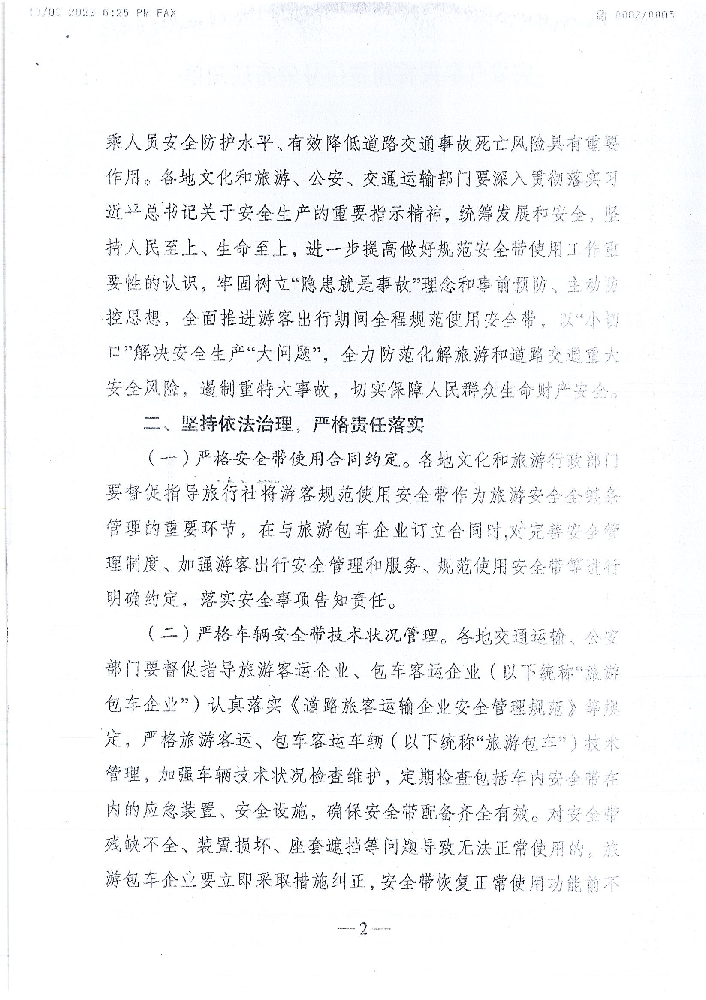 13/03 2023 6:25 PM FAX
0002/0005
乘人员安全防护水平、有效降低道路交通事故死亡风险具有重要
作用。各地文化和旅游、公安、交通运输部门要深入贯彻落实习
近平总书记关于安全生产的重要指示精神，统筹发展和安全，坚
持人民至上、生命至上，进一步提高做好规范安全带使用工作重
要性的认识，牢固树立“隐患就是事故”理念和事前预防、主动防
控思想，全面推进游客出行期间全程规范使用安全带，以“小切
口”解决安全生产“大问题”，全力防范化解旅游和道路交通重大
安全风险，遏制重特大事故，切实保障人民群众生命财产安全。
二、坚持依法治理，严格责任落实
（一）严格安全带使用合同约定。各地文化和旅游行政部门
要督促指导旅行社将游客规范使用安全带作为旅游安全全链条
管理的重要环节，在与旅游包车企业订立合同时,对完善安全管
理制度、加强游客出行安全管理和服务、规范使用安全带等进行
明确约定，落实安全事项告知责任。
（二）严格车辆安全带技术状况管理。各地交通运输、公安
部门要督促指导旅游客运企业、包车客运企业（以下统称“旅游
包车企业”）认真落实《道路旅客运输企业安全管理规范》等规
定，严格旅游客运、包车客运车辆（以下统称“旅游包车”）技术
管理，加强车辆技术状况检查维护，定期检查包括车内安全带在
内的应急装置、安全设施，确保安全带配备齐全有效。对安全带
残缺不全、装置损坏、座套遮挡等问题导致无法正常使用的，旅
游包车企业要立即采取措施纠正，安全带恢复正常使用功能前不
— 2 —